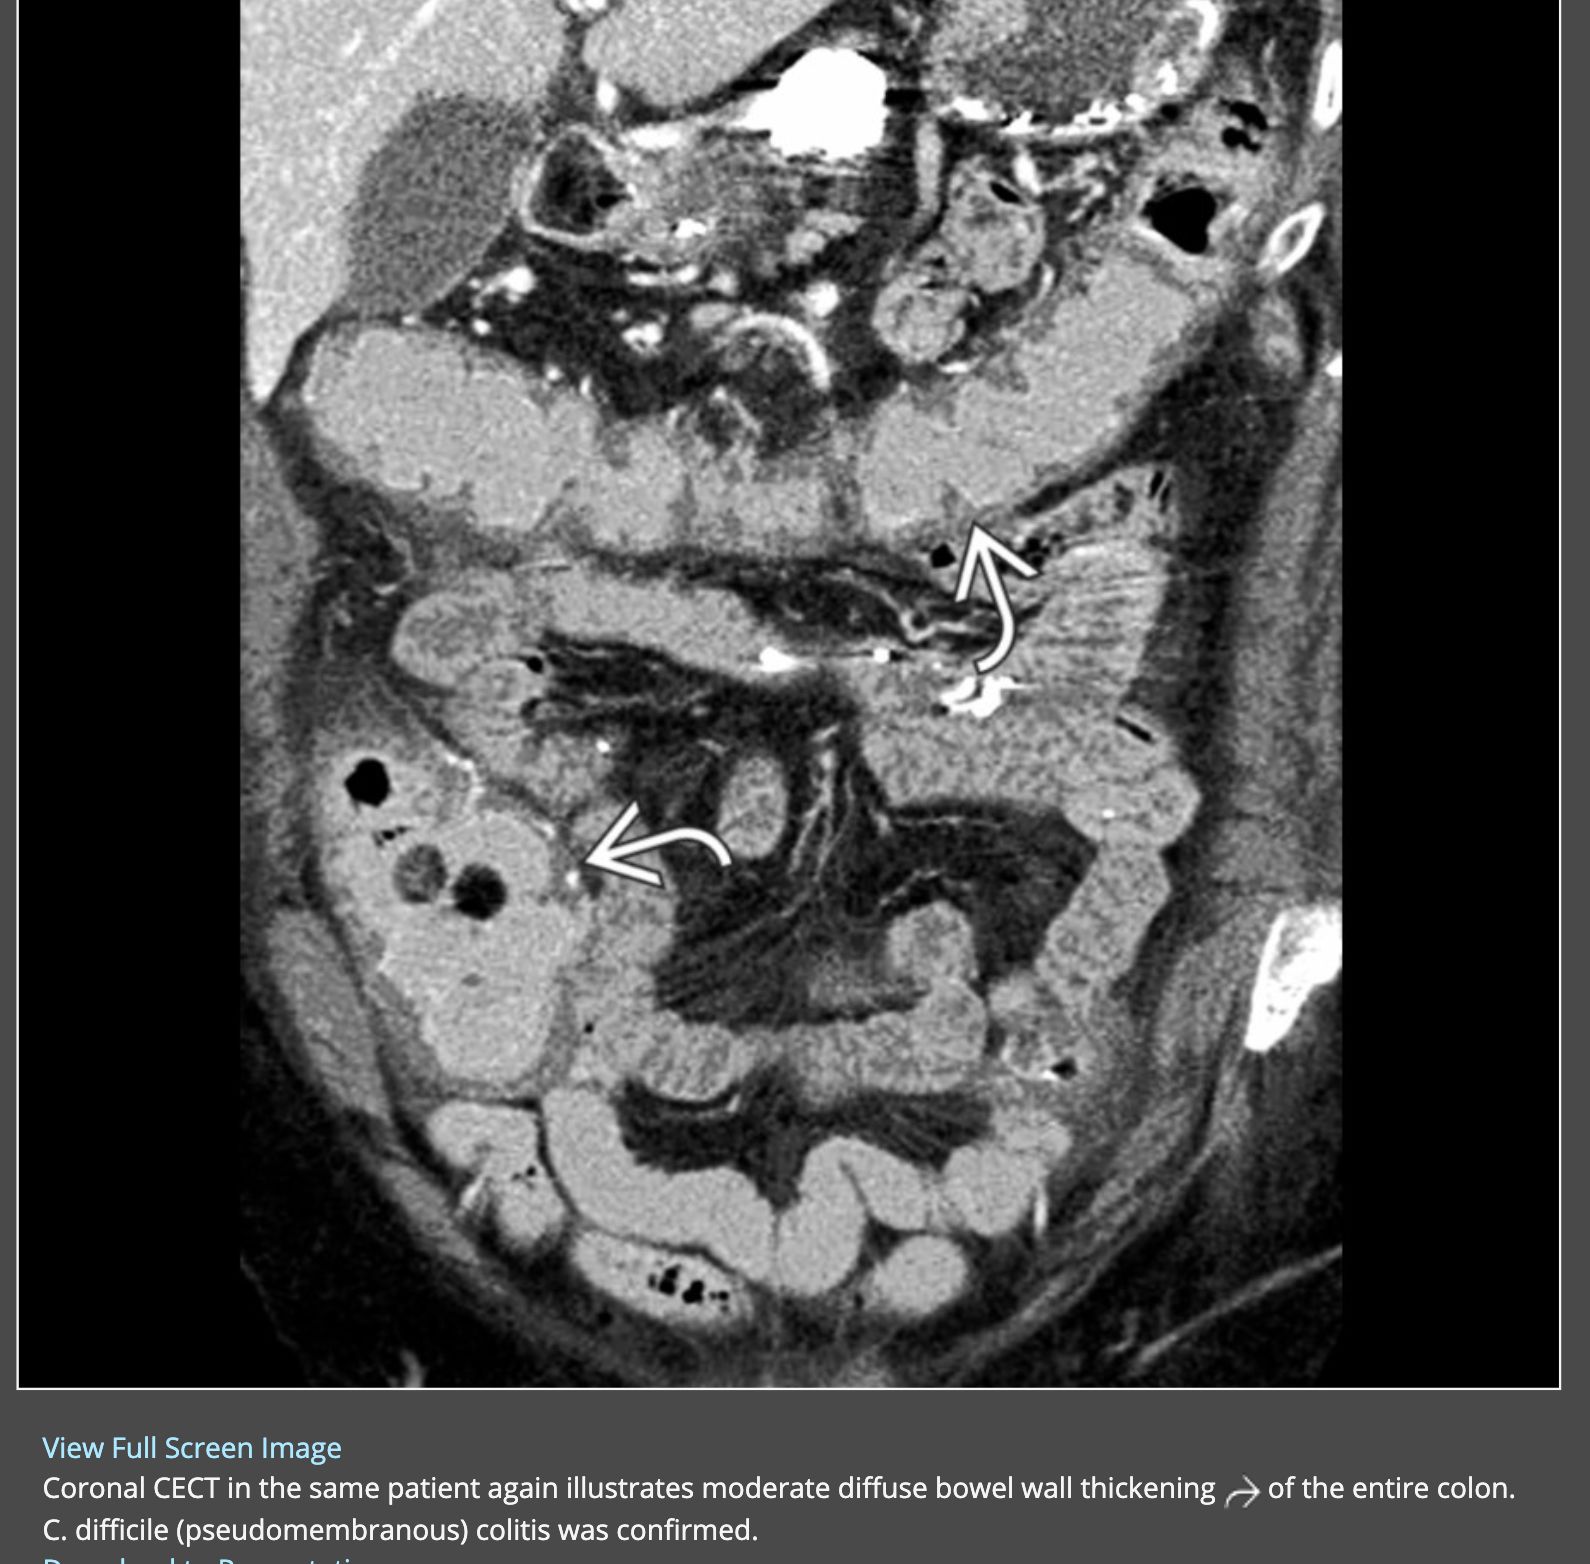 View Full Screen Image
Coronal CECT in the same patient again illustrates moderate diffuse bowel wall thickening of the entire colon.
C. difficile (pseudomembranous) colitis was confirmed.